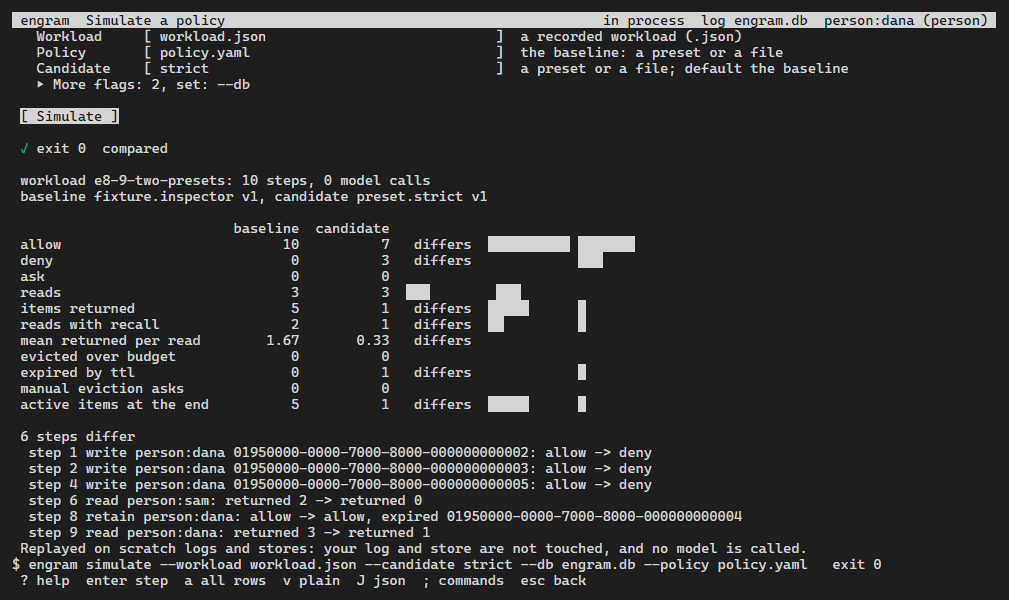 engram  Simulate a policy                                              in process  log engram.db  person:dana (person)
  Workload     [ workload.json                            ]  a recorded workload (.json)
  Policy       [ policy.yaml                              ]  the baseline: a preset or a file
  Candidate    [ strict                                   ]  a preset or a file; default the baseline
  ▸ More flags: 2, set: --db
[ Simulate ]
√ exit 0  compared
workload e8-9-two-presets: 10 steps, 0 model calls
baseline fixture.inspector v1, candidate preset.strict v1
                          baseline  candidate
allow                           10          7   differs
deny                             0          3   differs
ask                              0          0
reads                            3          3
items returned                   5          1   differs
reads with recall                2          1   differs
mean returned per read        1.67       0.33   differs
evicted over budget              0          0
expired by ttl                   0          1   differs
manual eviction asks             0          0
active items at the end          5          1   differs
6 steps differ
 step 1 write person:dana 01950000-0000-7000-8000-000000000002: allow -> deny
 step 2 write person:dana 01950000-0000-7000-8000-000000000003: allow -> deny
 step 4 write person:dana 01950000-0000-7000-8000-000000000005: allow -> deny
 step 6 read person:sam: returned 2 -> returned 0
 step 8 retain person:dana: allow -> allow, expired 01950000-0000-7000-8000-000000000004
 step 9 read person:dana: returned 3 -> returned 1
Replayed on scratch logs and stores: your log and store are not touched, and no model is called.
$ engram simulate --workload workload.json --candidate strict --db engram.db --policy policy.yaml   exit 0
? help  enter step  a all rows  v plain  J json  ; commands  esc back